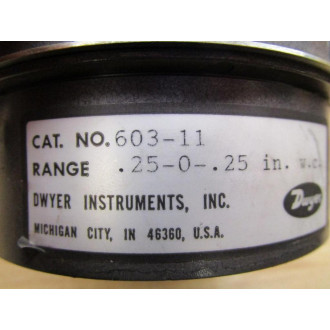 CAT. NO. 603-11
RANGE .25-0-.25 in. w.c.
DWYER INSTRUMENTS, INC.
Dwyer
MICHIGAN CITY, IN 46360, U.S.A.